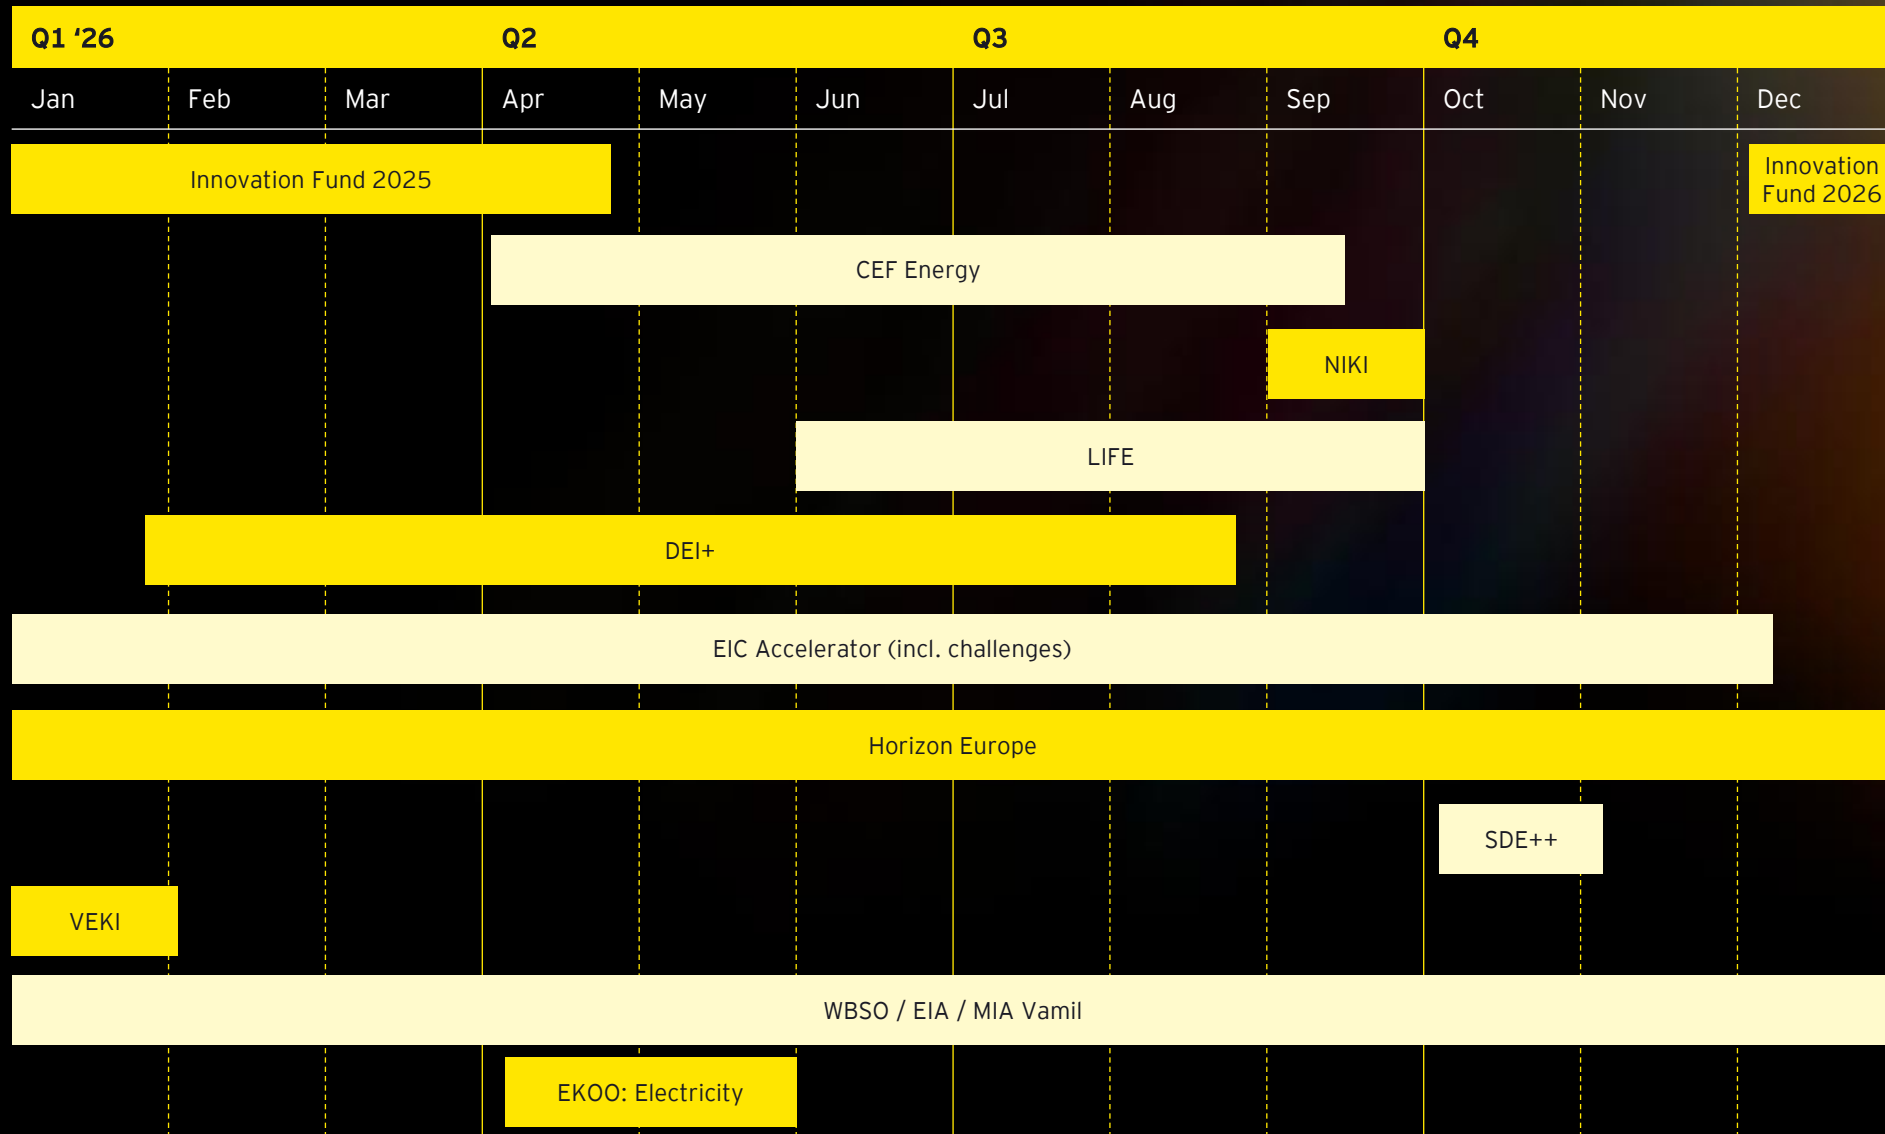 Q1 ‘26 Q2 Q3 Q4
Jan Feb Mar Apr May Jun Jul Aug Sep Oct Nov Dec
Innovation Fund 2025
Innovation
Fund 2026
CEF Energy
NIKI
LIFE
DEI+
EIC Accelerator (incl. challenges)
Horizon Europe
SDE++
VEKI
WBSO / EIA / MIA Vamil
EKOO: Electricity